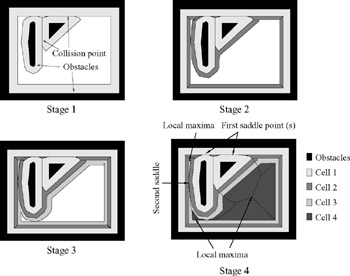 Collision point
Obstacles
Stage 1
Stage 2
Local maxima
First saddle point (s)
Second saddle
Obstacles
Cell 1
Cell 2
Cell 3
Cell 4
Local maxima
Stage 3
Stage 4